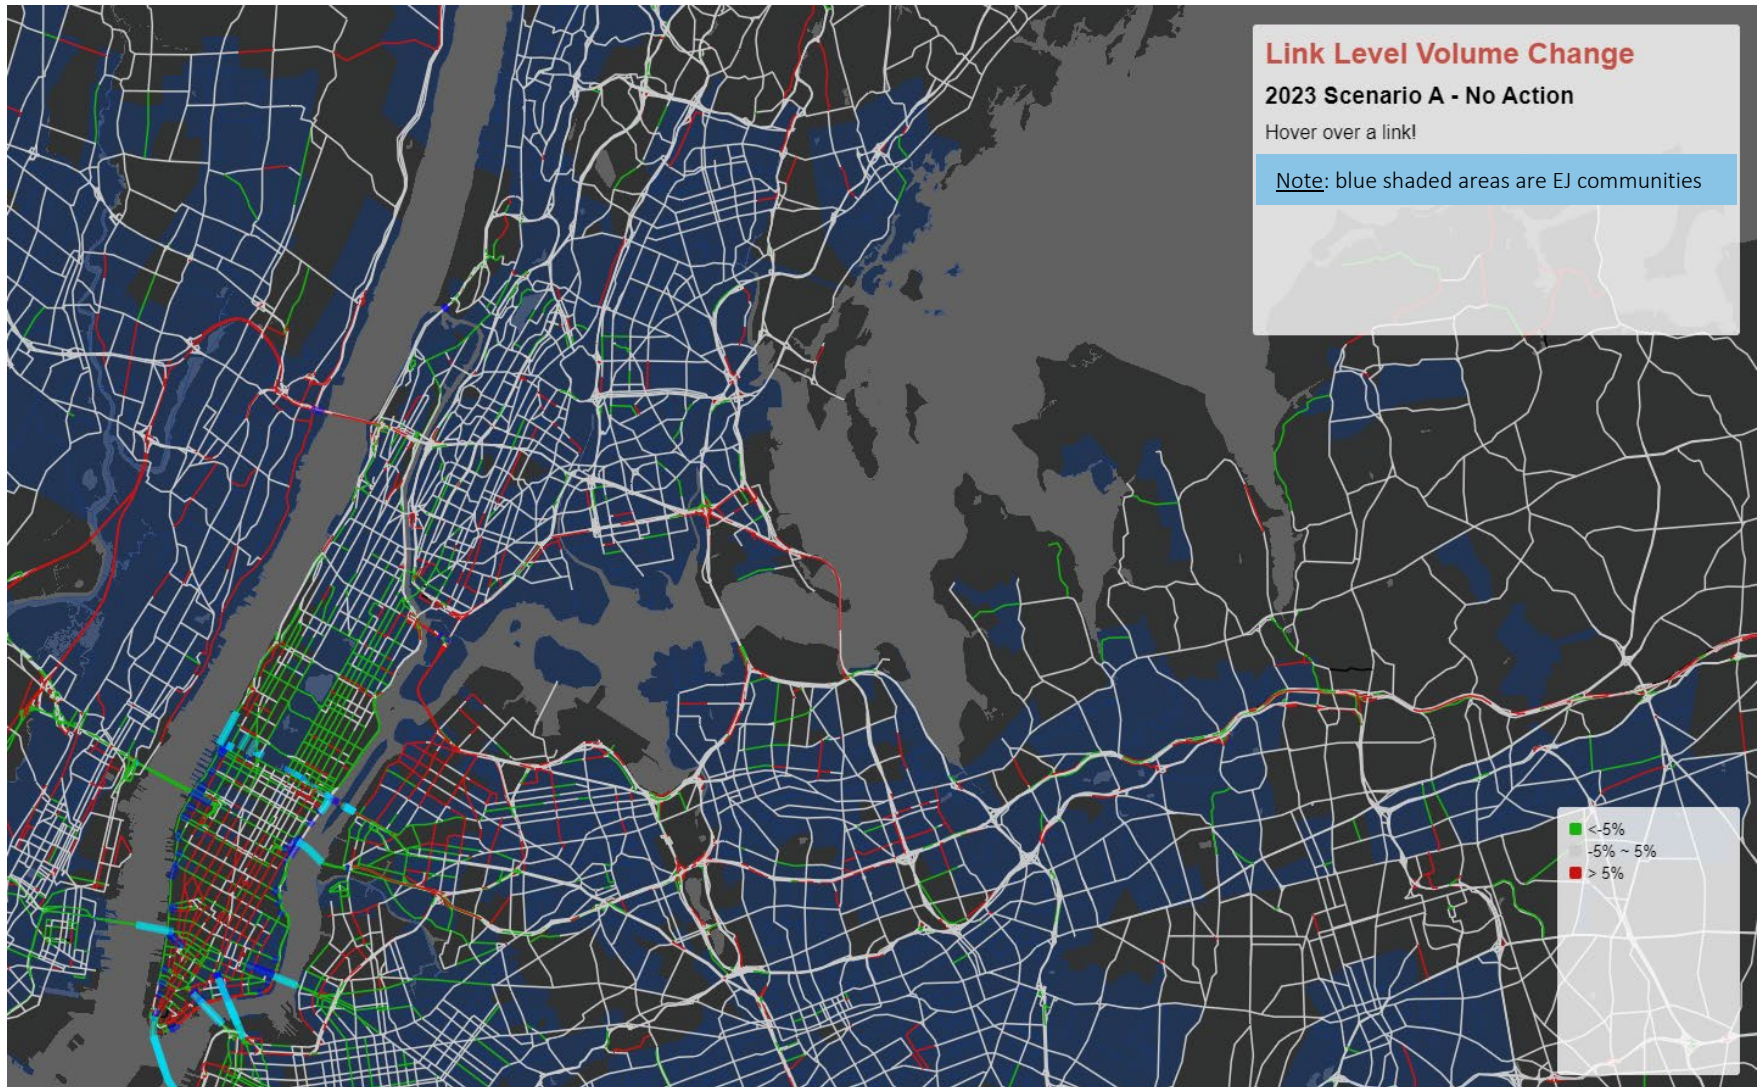 Link Level Volume Change
2023 Scenario A - No Action
Hover over a link!
Note: blue shaded areas are EJ communities
<-5%
-5% ~ 5%
> 5%